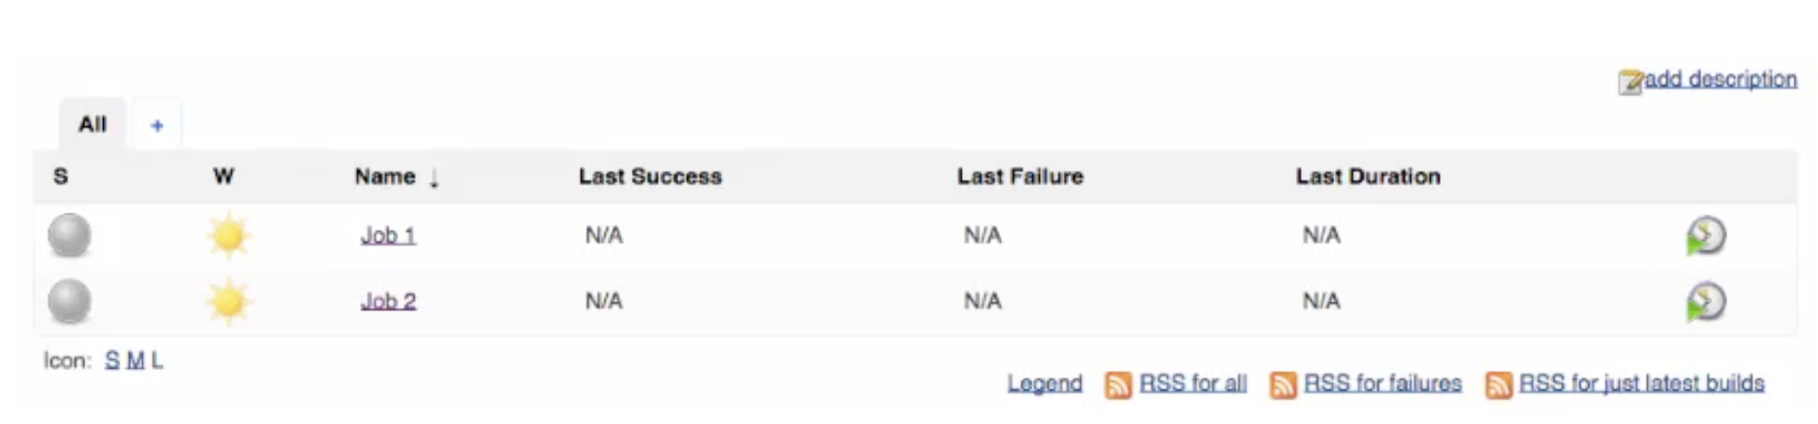 add description
All +
S W Name ↓ Last Success Last Failure Last Duration
Job 1 N/A N/A N/A
Job 2 N/A N/A N/A
Icon: S M L
Legend RSS for all RSS for failures RSS for just latest builds